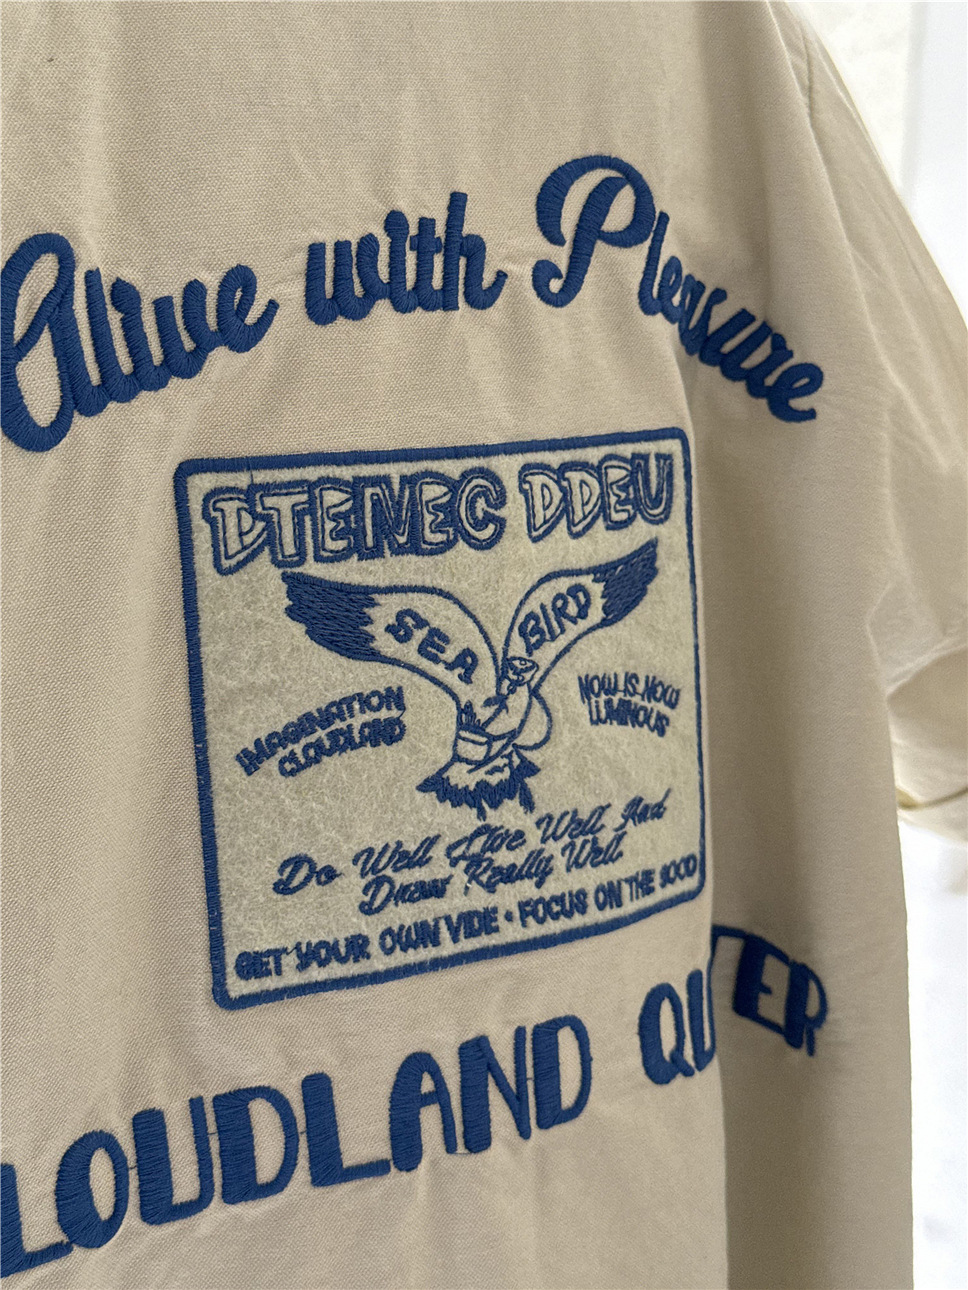 Alive with Pleasure
DTENEC DDEU
SEA BIRD
IMAGINATION
CLOUDLAND
NOW IS NOW
LUMINOUS
Do Well Live Well And
Draw Really Well
GET YOUR OWN VIDE • FOCUS ON THE GOOD
LOUDLAND QU TER